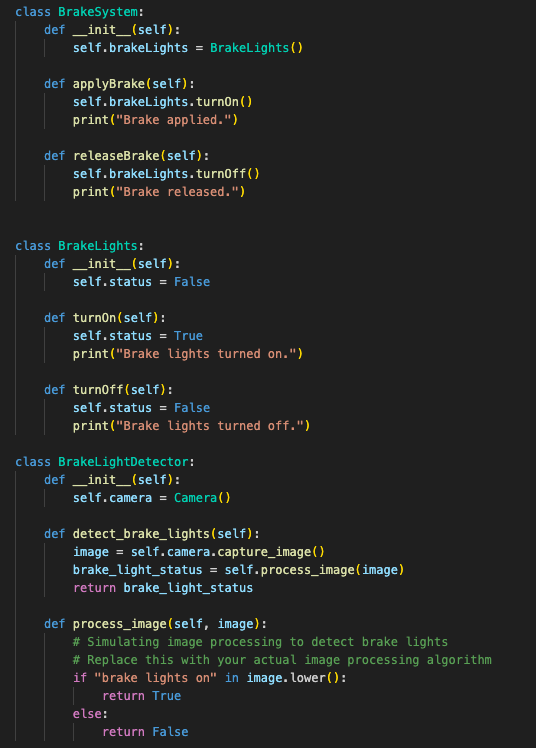 class BrakeSystem:
    def __init__(self):
        self.brakeLights = BrakeLights()

    def applyBrake(self):
        self.brakeLights.turnOn()
        print("Brake applied.")

    def releaseBrake(self):
        self.brakeLights.turnOff()
        print("Brake released.")


class BrakeLights:
    def __init__(self):
        self.status = False

    def turnOn(self):
        self.status = True
        print("Brake lights turned on.")

    def turnOff(self):
        self.status = False
        print("Brake lights turned off.")

class BrakeLightDetector:
    def __init__(self):
        self.camera = Camera()

    def detect_brake_lights(self):
        image = self.camera.capture_image()
        brake_light_status = self.process_image(image)
        return brake_light_status

    def process_image(self, image):
        # Simulating image processing to detect brake lights
        # Replace this with your actual image processing algorithm
        if "brake lights on" in image.lower():
            return True
        else:
            return False